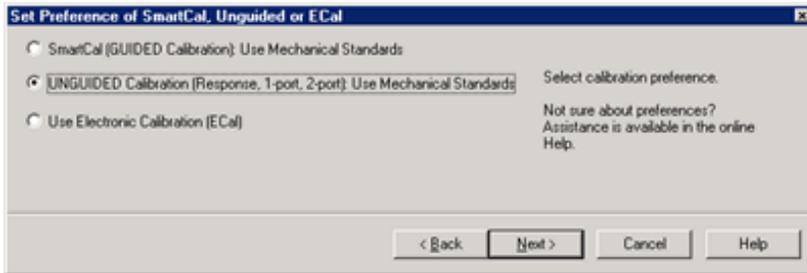 Set Preference of SmartCal, Unguided or ECal
SmartCal (GUIDED Calibration): Use Mechanical Standards
UNGUIDED Calibration (Response, 1-port, 2-port): Use Mechanical Standards
Use Electronic Calibration (ECal)
Select calibration preference.
Not sure about preferences?
Assistance is available in the online
Help.
< Back
Next >
Cancel
Help